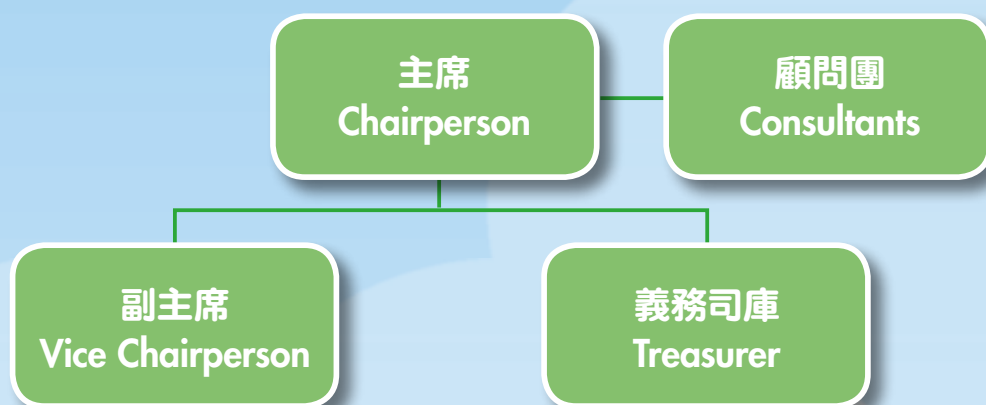 主席
Chairperson
顧問團
Consultants
副主席
Vice Chairperson
義務司庫
Treasurer